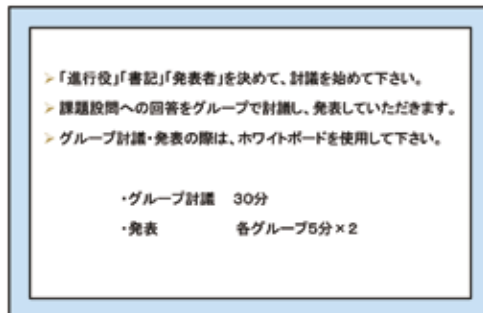 ➢「進行役」「書記」「発表者」を決めて、討議を始めて下さい。
➢課題設問への回答をグループで討議し、発表していただきます。
➢グループ討議・発表の際は、ホワイトボードを使用して下さい。
・グループ討議 30分
・発表 各グループ5分×2